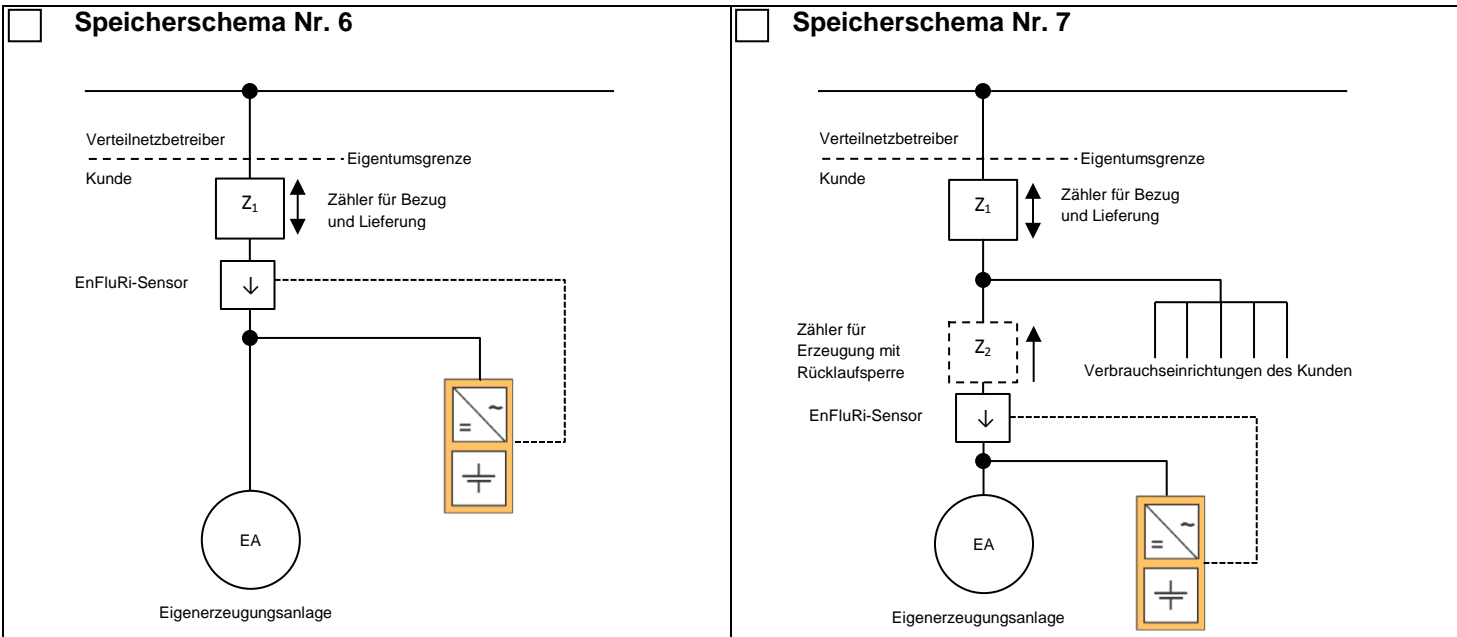 Speicherschema Nr. 6
Verteilnetzbetreiber
Eigentumsgrenze
Kunde
Z₁
Zähler für Bezug
und Lieferung
EnFluRi-Sensor
~
=
EA
Eigenerzeugungsanlage
Speicherschema Nr. 7
Verteilnetzbetreiber
Eigentumsgrenze
Kunde
Z₁
Zähler für Bezug
und Lieferung
Zähler für
Erzeugung mit
Rücklaufsperre
Z₂
Verbrauchseinrichtungen des Kunden
EnFluRi-Sensor
~
=
EA
Eigenerzeugungsanlage